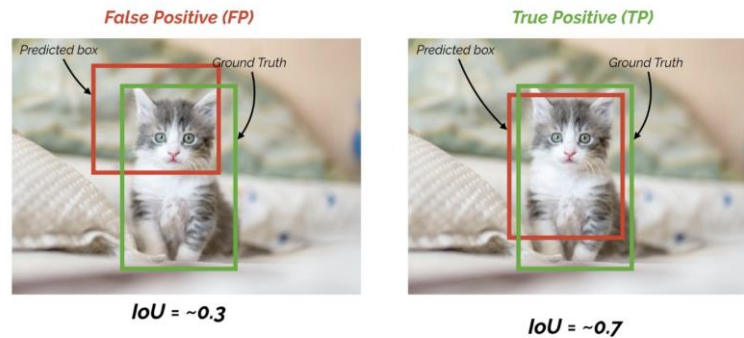 False Positive (FP)
Predicted box
Ground Truth
IoU = ~0.3
True Positive (TP)
Predicted box
Ground Truth
IoU = ~0.7